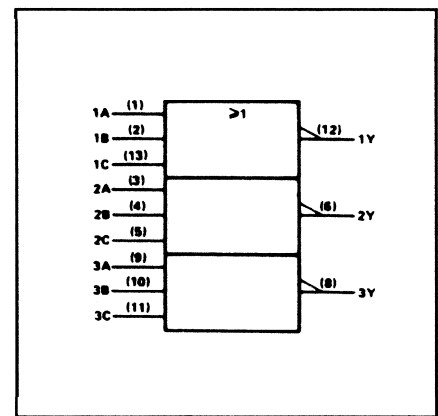 ≥1
1A (1)
1B (2)
1C (13)
(12) 1Y
2A (3)
2B (4)
2C (5)
(6) 2Y
3A (9)
3B (10)
3C (11)
(8) 3Y